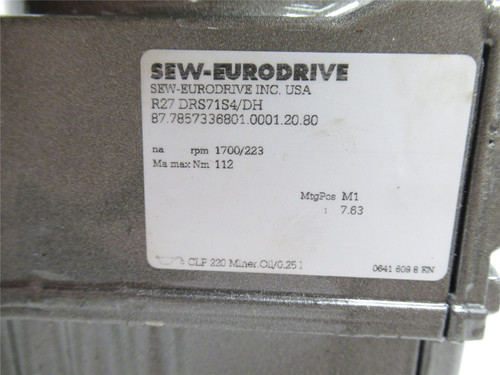 SEW-EURODRIVE
SEW-EURODRIVE INC. USA
R27 DRS71S4/DH
87.7857336801.0001.20.80
na rpm 1700/223
Ma max Nm 112
MtgPos M1
i 7.63
CLP 220 Miner.Oil/0.25 l
0641 809 8 EN